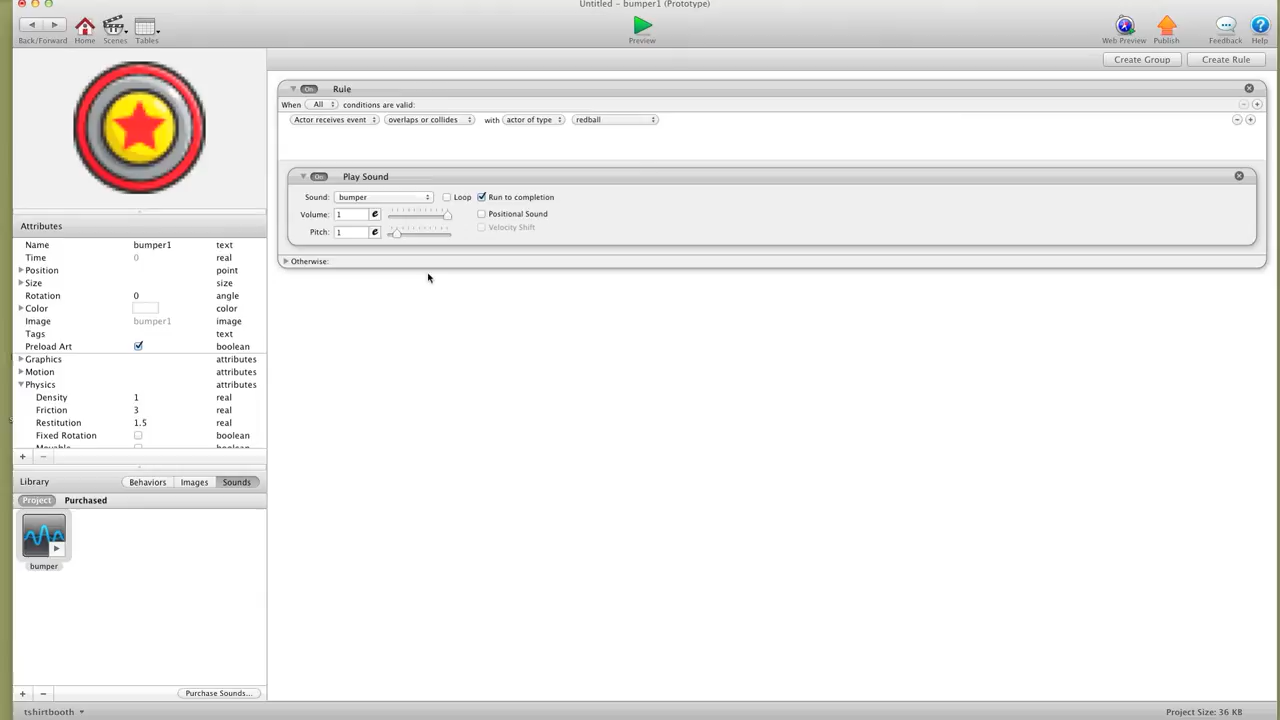 Untitled - bumper1 (Prototype)
Back/Forward Home Scenes Tables Preview Web Preview Publish Feedback Help
Create Group Create Rule
On Rule
When All conditions are valid:
Actor receives event overlaps or collides with actor of type redball
On Play Sound
Sound: bumper Loop Run to completion
Volume: 1 Positional Sound
Velocity Shift
Pitch: 1
Otherwise:
Attributes
Name bumper1 text
Time 0 real
Position point
Size size
Rotation 0 angle
Color color
Image bumper1 image
Tags text
Preload Art boolean
Graphics attributes
Motion attributes
Physics attributes
Density 1 real
Friction 3 real
Restitution 1.5 real
Fixed Rotation boolean
Movable boolean
Library Behaviors Images Sounds
Project Purchased
bumper
Purchase Sounds...
tshirtbooth Project Size: 36 KB